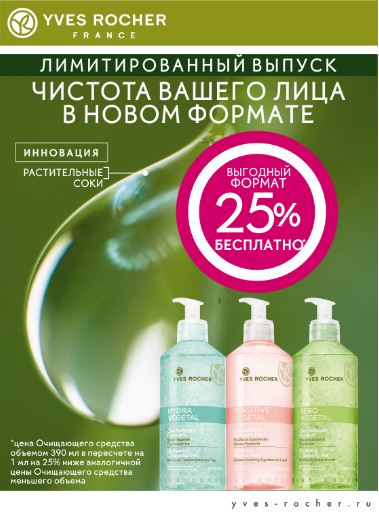 YVES ROCHER
FRANCE
ЛИМИТИРОВАННЫЙ ВЫПУСК
ЧИСТОТА ВАШЕГО ЛИЦА
В НОВОМ ФОРМАТЕ
ИННОВАЦИЯ
РАСТИТЕЛЬНЫЕ
СОКИ
ВЫГОДНЫЙ
ФОРМАТ
25%
БЕСПЛАТНО*
YVES ROCHER
HYDRA
VEGETAL
YVES ROCHER
SENSITIVE
VEGETAL
YVES ROCHER
SEBO
VEGETAL
*цена Очищающего средства
объемом 390 мл в пересчете на
1 мл на 25% ниже аналогичной
цены Очищающего средства
меньшего объема
yves-rocher.ru